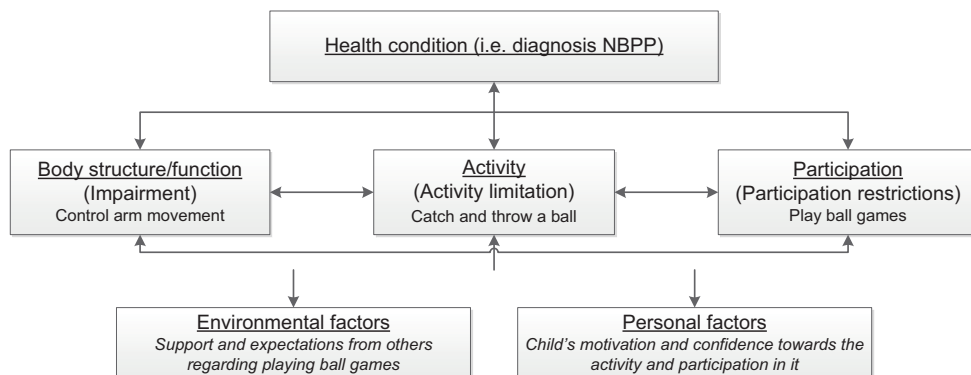 Health condition (i.e. diagnosis NBPP)
Body structure/function
(Impairment)
Control arm movement
Activity
(Activity limitation)
Catch and throw a ball
Participation
(Participation restrictions)
Play ball games
Environmental factors
Support and expectations from others
regarding playing ball games
Personal factors
Child's motivation and confidence towards the
activity and participation in it